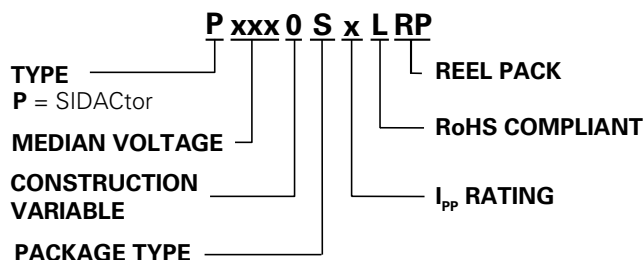 P xxx 0 S x L RP
TYPE
P = SIDACtor
MEDIAN VOLTAGE
CONSTRUCTION
VARIABLE
PACKAGE TYPE
REEL PACK
RoHS COMPLIANT
IPP RATING